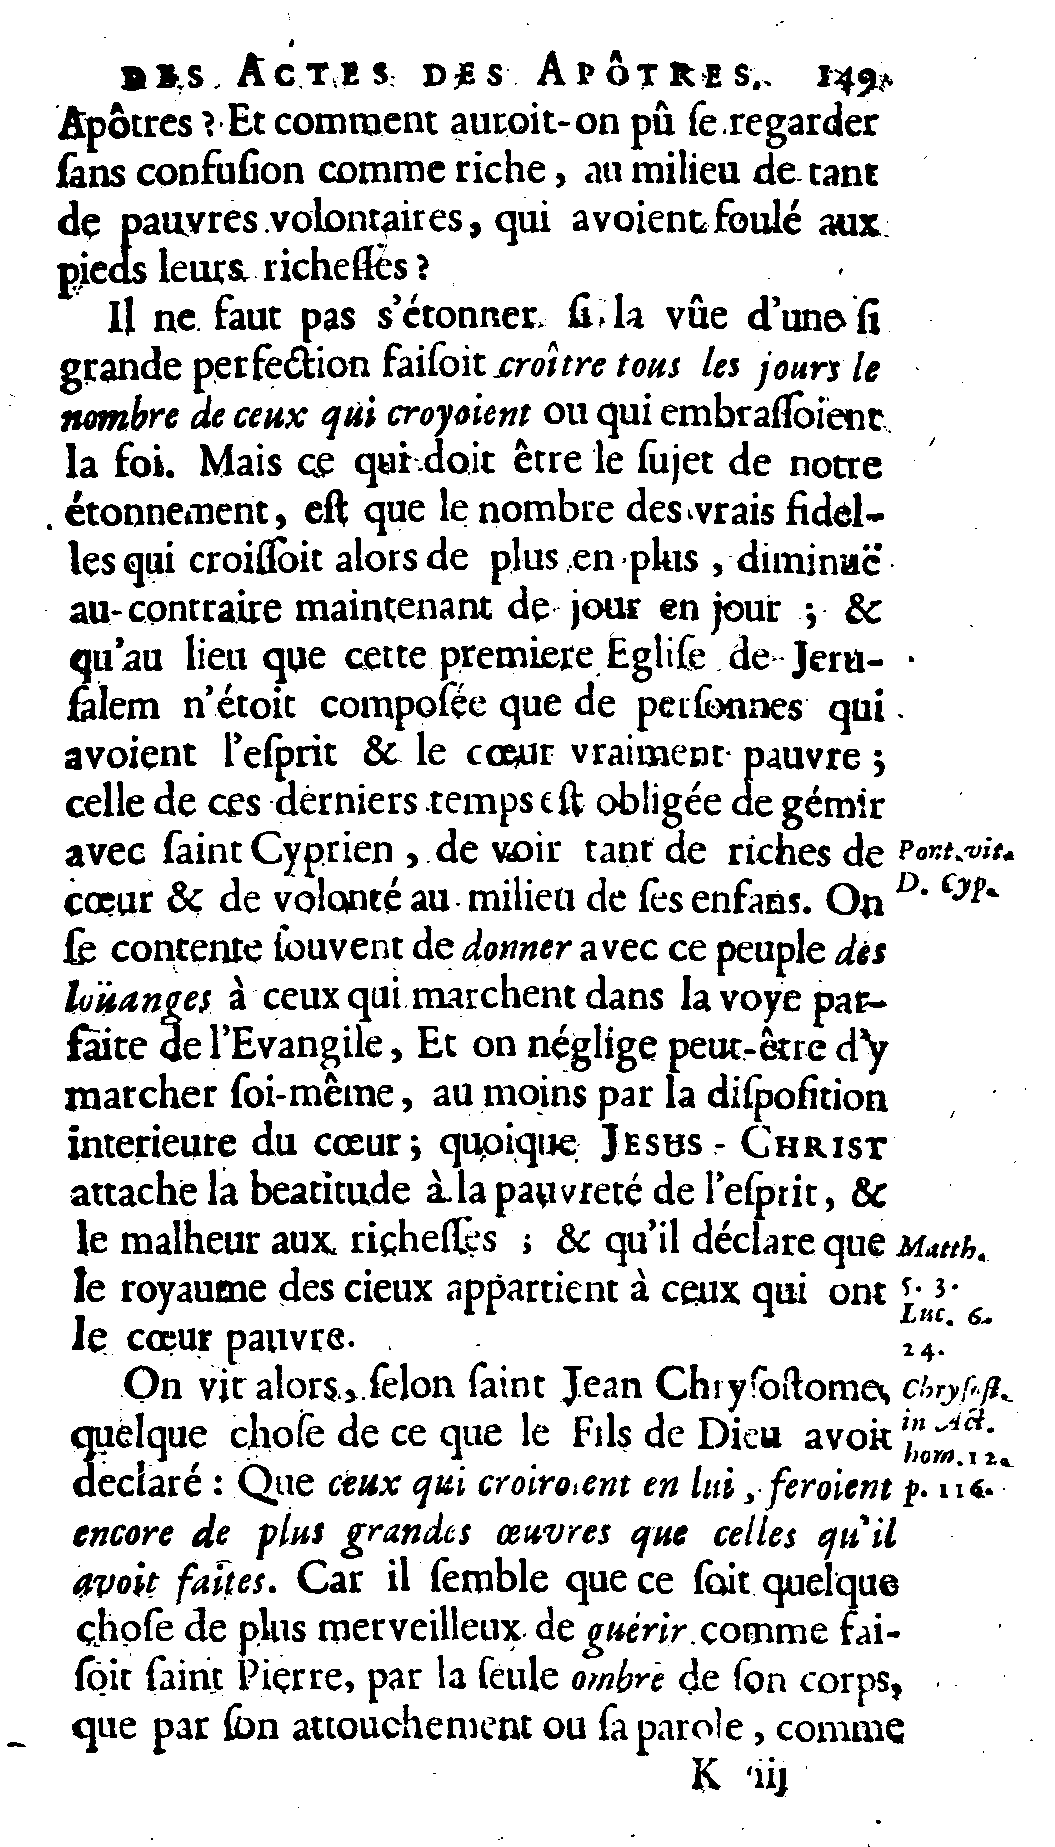 DES ACTES DES APÔTRES. 149
Apôtres ? Et comment auroit-on pû ſe regarder
ſans confuſion comme riche, au milieu de tant
de pauvres volontaires, qui avoient foulé aux
pieds leurs richeſſes ?
Il ne faut pas s'étonner ſi la vûe d'une ſi
grande perfection faiſoit croître tous les jours le
nombre de ceux qui croyoient ou qui embraſſoient
la foi. Mais ce qui doit être le ſujet de notre
étonnement, eſt que le nombre des vrais fidel-
les qui croiſſoit alors de plus en plus, diminuë
au-contraire maintenant de jour en jour ; &
qu'au lieu que cette premiere Egliſe de Jeru-
ſalem n'étoit compoſée que de perſonnes qui
avoient l'eſprit & le cœur vraiment pauvre ;
celle de ces derniers temps eſt obligée de gémir
avec ſaint Cyprien, de voir tant de riches de Pont. vit.
cœur & de volonté au milieu de ſes enfans. On D. Cyp.
ſe contente ſouvent de donner avec ce peuple des
loüanges à ceux qui marchent dans la voye par-
faite de l'Evangile, Et on néglige peut-être d'y
marcher ſoi-même, au moins par la diſpoſition
interieure du cœur ; quoique JESUS-CHRIST
attache la beatitude à la pauvreté de l'eſprit, &
le malheur aux richeſſes ; & qu'il déclare que Matth.
le royaume des cieux appartient à ceux qui ont 5. 3.
Luc. 6.
le cœur pauvre. 24.
On vit alors, ſelon ſaint Jean Chryſoſtome, Chryſoſt.
quelque choſe de ce que le Fils de Dieu avoit in Act.
hom. 12.
declaré : Que ceux qui croiroient en lui, feroient p. 116.
encore de plus grandes œuvres que celles qu'il
avoit faites. Car il ſemble que ce ſoit quelque
choſe de plus merveilleux de guérir comme fai-
ſoit ſaint Pierre, par la ſeule ombre de ſon corps,
que par ſon attouchement ou ſa parole, comme
K iij